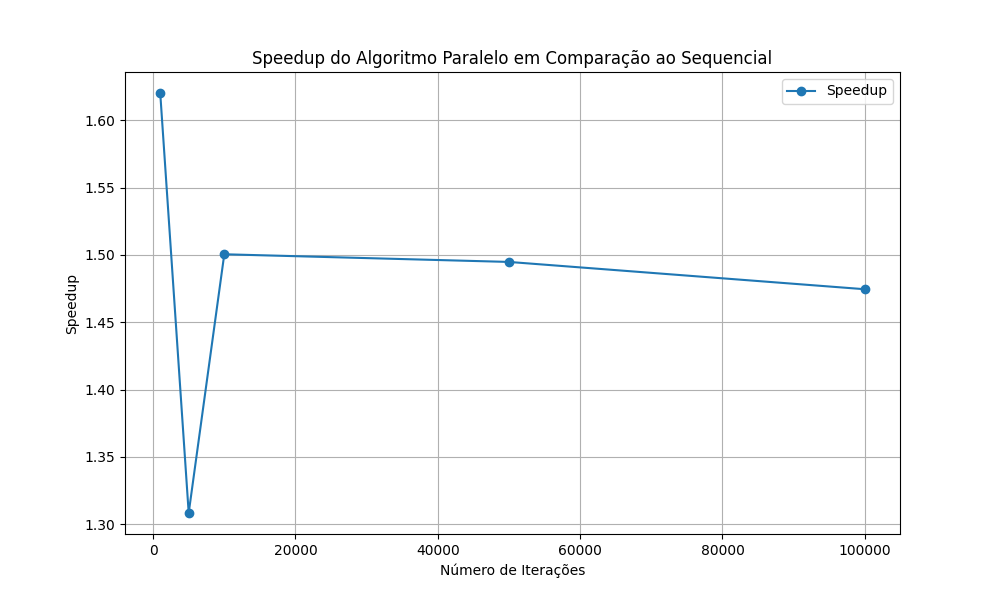 Speedup do Algoritmo Paralelo em Comparação ao Sequencial
Speedup
1.60
1.55
1.50
1.45
1.40
1.35
1.30
Speedup
0 20000 40000 60000 80000 100000
Número de Iterações